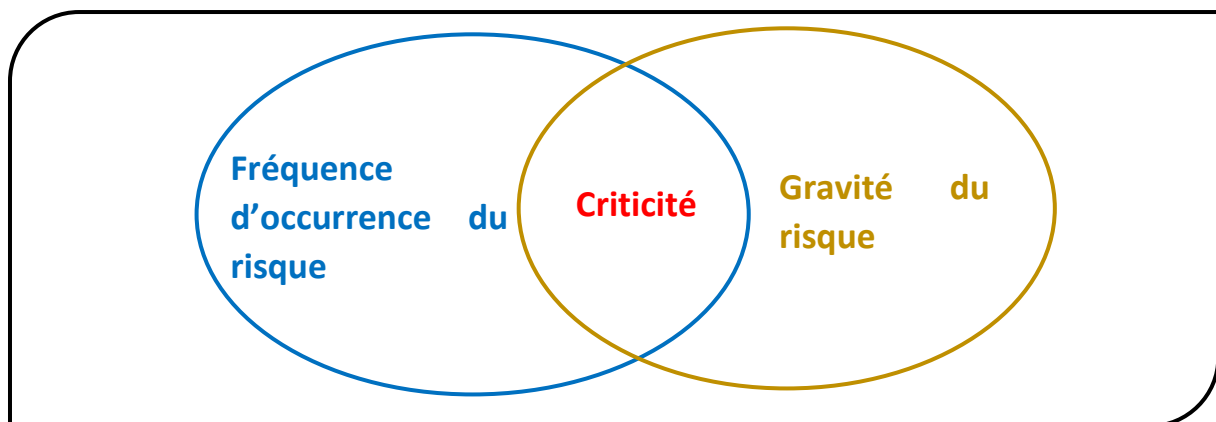 Fréquence
d’occurrence du
risque
Criticité
Gravité du
risque